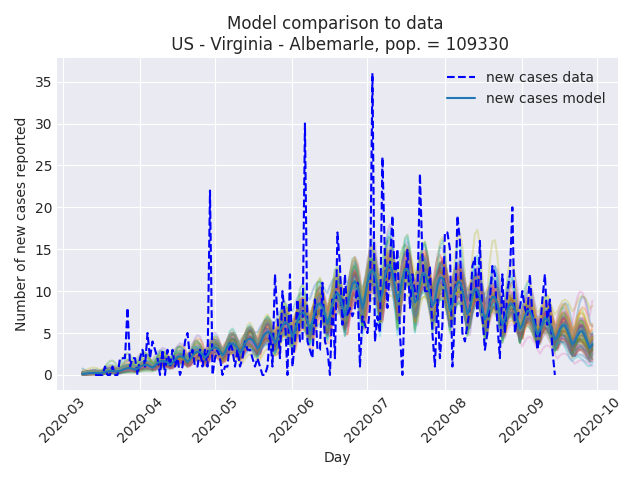 Model comparison to data
US - Virginia - Albemarle, pop. = 109330
new cases data
new cases model
Number of new cases reported
35
30
25
20
15
10
5
0
2020-03
2020-04
2020-05
2020-06
2020-07
2020-08
2020-09
2020-10
Day